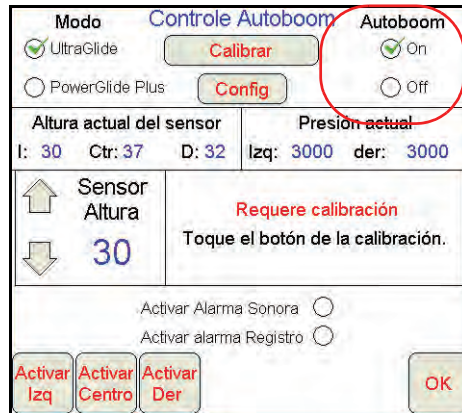 Modo Controle Autoboom Autoboom
UltraGlide Calibrar On
PowerGlide Plus Config Off
Altura actual del sensor Presión actual
I: 30 Ctr: 37 D: 32 Izq: 3000 der: 3000
Sensor
Altura
30
Requere calibración
Toque el botón de la calibración.
Activar Alarma Sonora
Activar alarma Registro
Activar
Izq
Activar
Centro
Activar
Der
OK